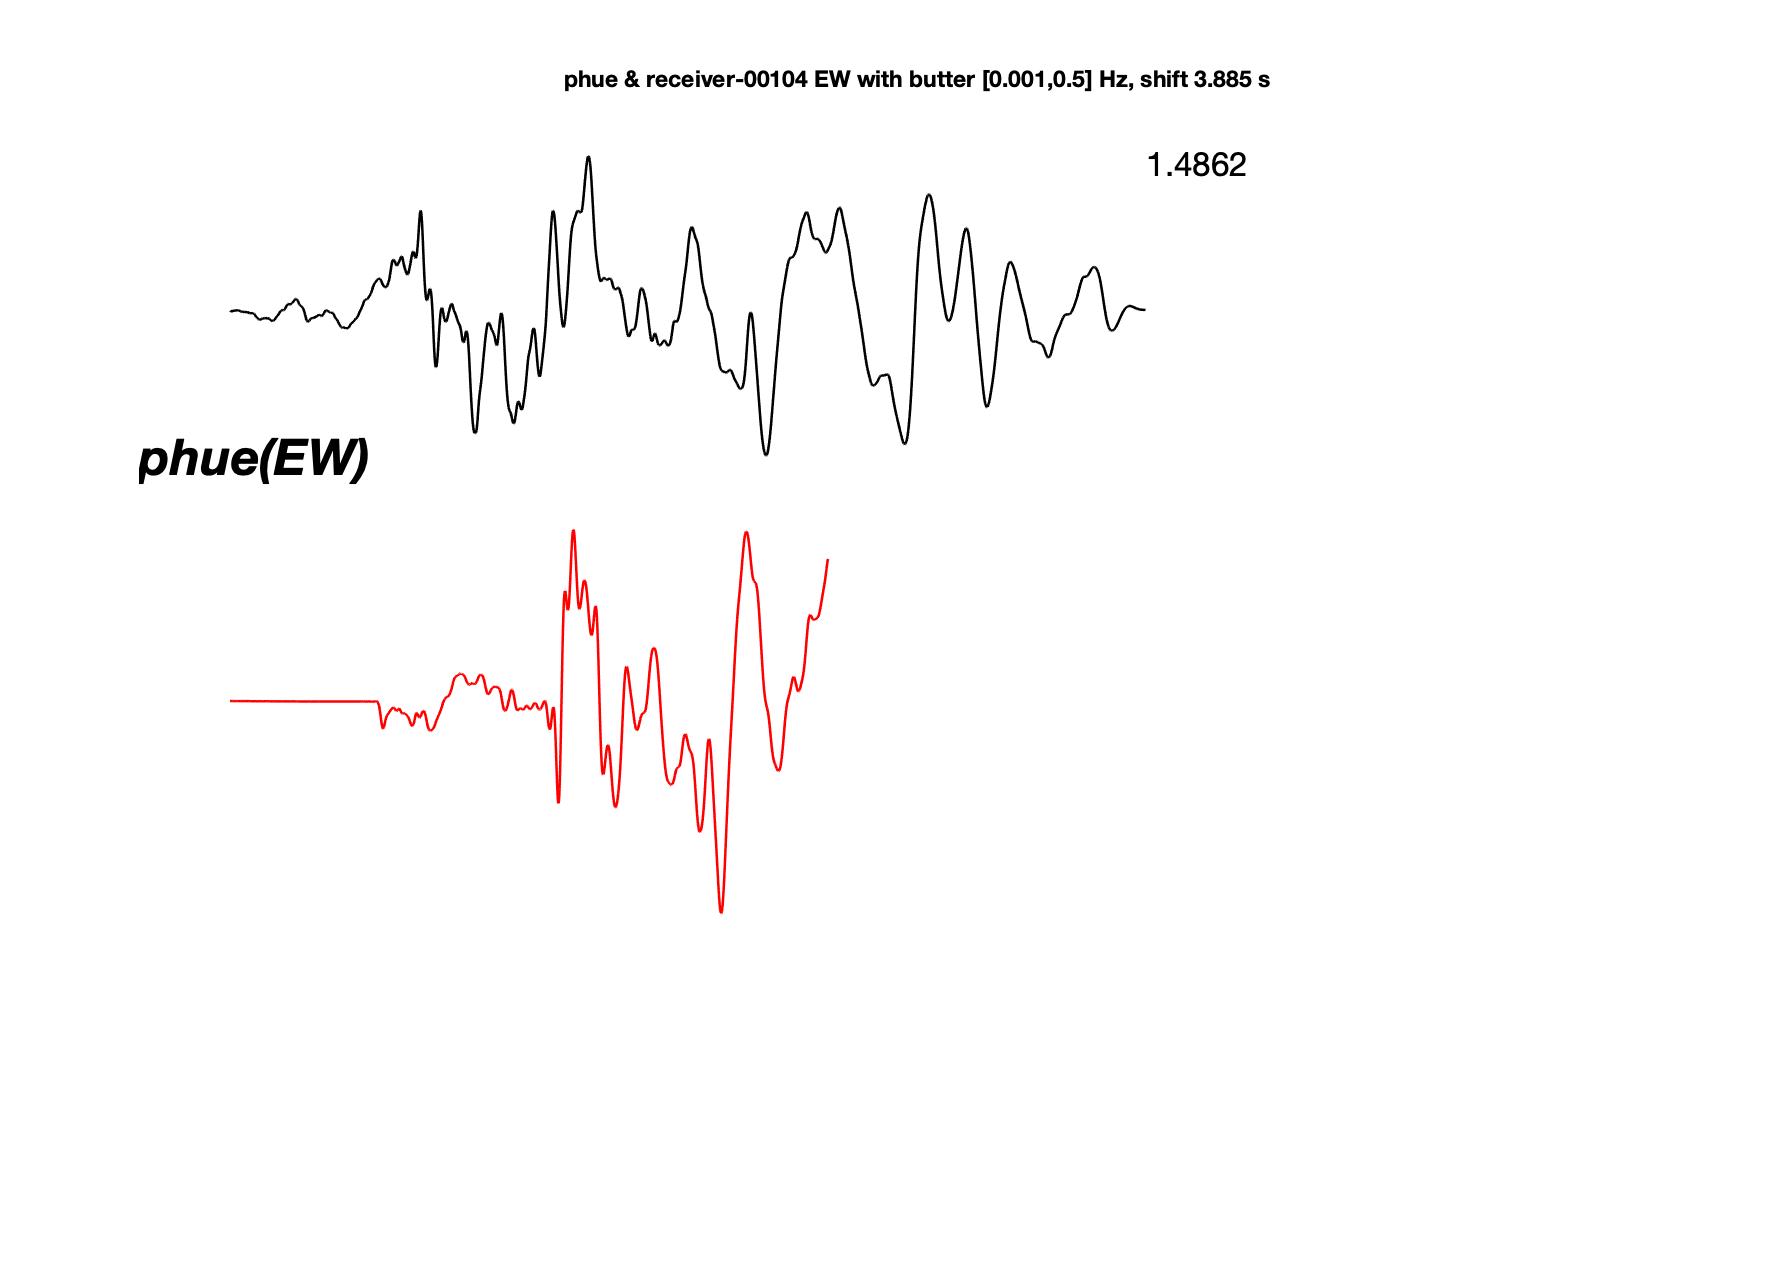 phue & receiver-00104 EW with butter [0.001,0.5] Hz, shift 3.885 s
1.4862
phue(EW)